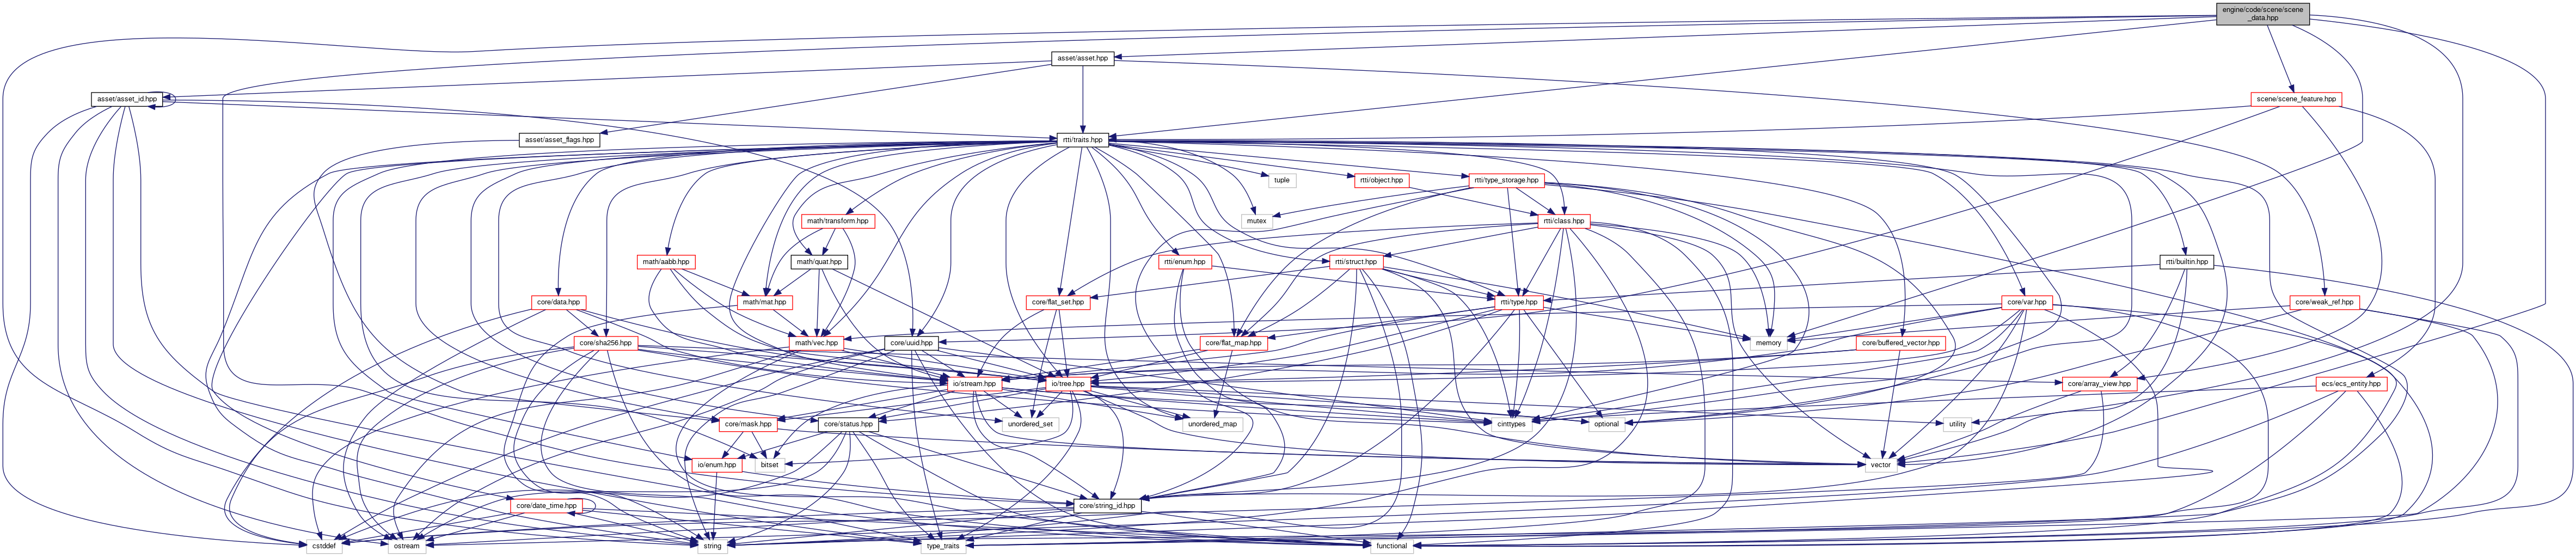 engine/code/scene/scene
_data.hpp
asset/asset.hpp
asset/asset_id.hpp
scene/scene_feature.hpp
asset/asset_flags.hpp
rtti/traits.hpp
tuple
rtti/object.hpp
rtti/type_storage.hpp
math/transform.hpp
mutex
rtti/class.hpp
math/aabb.hpp
math/quat.hpp
rtti/enum.hpp
rtti/struct.hpp
rtti/builtin.hpp
core/data.hpp
math/mat.hpp
core/flat_set.hpp
rtti/type.hpp
core/var.hpp
core/weak_ref.hpp
core/sha256.hpp
math/vec.hpp
core/uuid.hpp
core/flat_map.hpp
memory
core/buffered_vector.hpp
io/stream.hpp
io/tree.hpp
core/array_view.hpp
ecs/ecs_entity.hpp
core/mask.hpp
core/status.hpp
unordered_set
unordered_map
cinttypes
optional
utility
io/enum.hpp
bitset
vector
core/date_time.hpp
core/string_id.hpp
cstddef
ostream
string
type_traits
functional